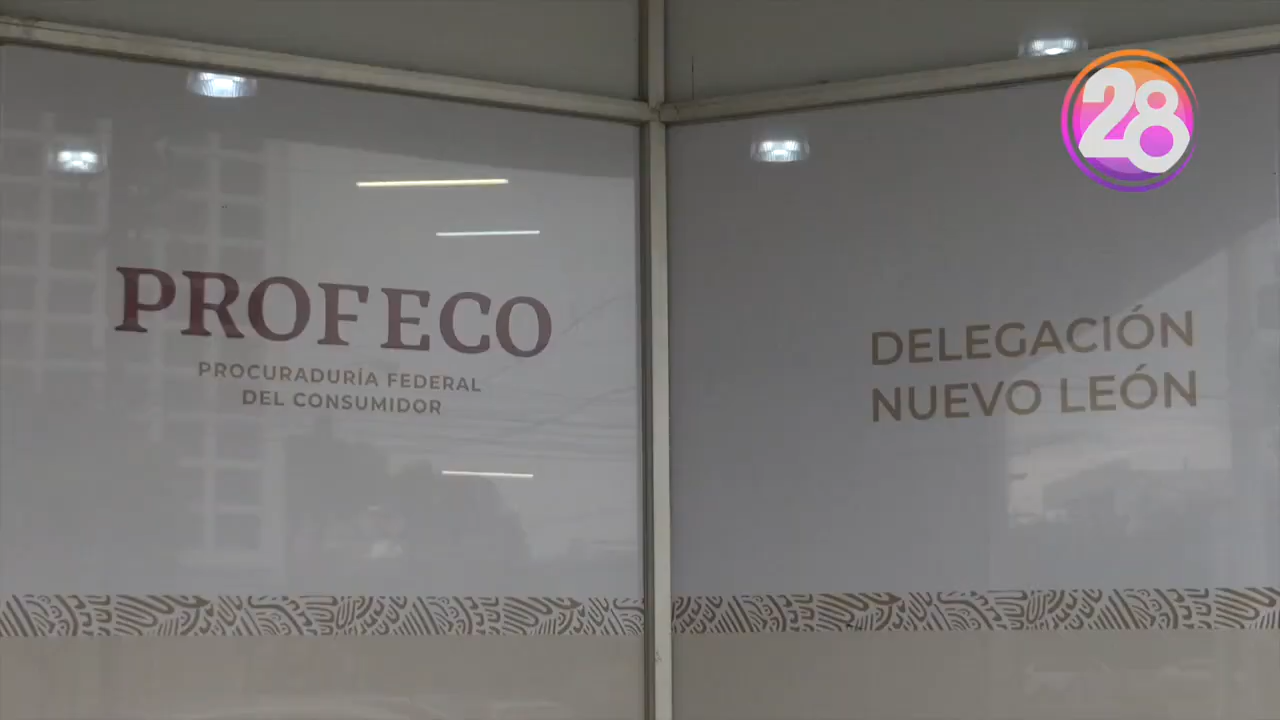 PROFECO
PROCURADURÍA FEDERAL
DEL CONSUMIDOR
DELEGACIÓN
NUEVO LEÓN
28